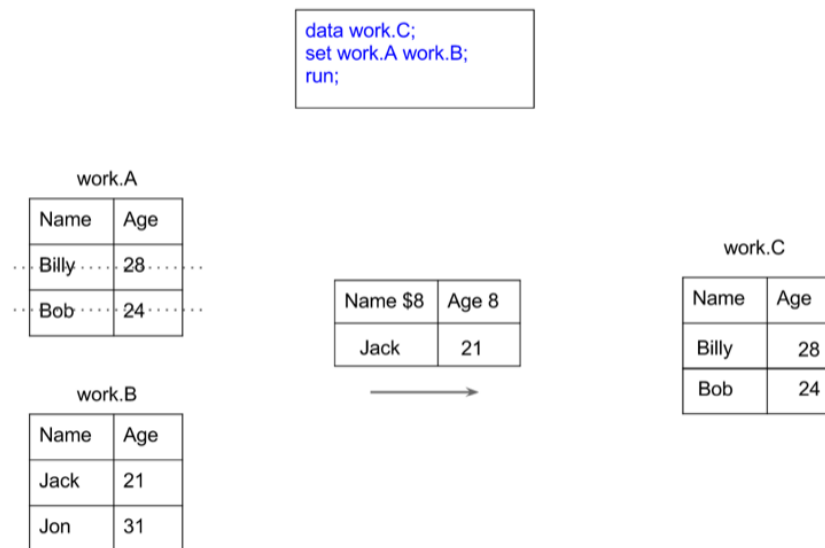 data work.C;
set work.A work.B;
run;
work.A
Name Age
Billy 28
Bob 24
work.B
Name Age
Jack 21
Jon 31
Name $8 Age 8
Jack 21
work.C
Name Age
Billy 28
Bob 24